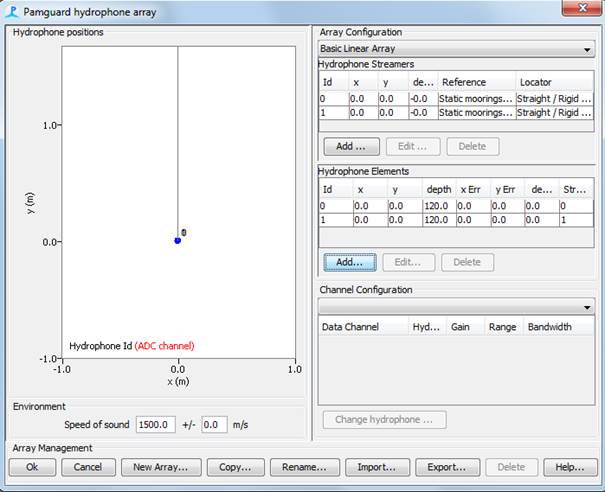 Pamguard hydrophone array
Hydrophone positions
1.0
0.0
-1.0
y (m)
0
Hydrophone Id (ADC channel)
-1.0 0.0 1.0
x (m)
Environment
Speed of sound 1500.0 +/- 0.0 m/s
Array Configuration
Basic Linear Array
Hydrophone Streamers
Id x y de... Reference Locator
0 0.0 0.0 -0.0 Static moorings... Straight / Rigid ...
1 0.0 0.0 -0.0 Static moorings... Straight / Rigid ...
Add ... Edit ... Delete
Hydrophone Elements
Id x y depth x Err y Err de... Str...
0 0.0 0.0 120.0 0.0 0.0 0.0 0
1 0.0 0.0 120.0 0.0 0.0 0.0 1
Add... Edit... Delete
Channel Configuration
Data Channel Hyd... Gain Range Bandwidth
Change hydrophone ...
Array Management
Ok Cancel New Array... Copy... Rename... Import... Export... Delete Help...